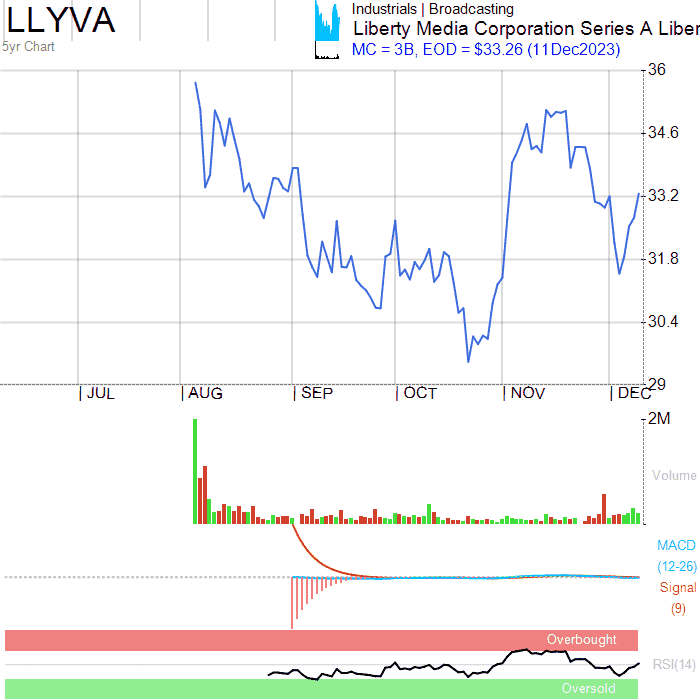 LLYVA
5yr Chart
Industrials | Broadcasting
Liberty Media Corporation Series A Liber
MC = 3B, EOD = $33.26 (11Dec2023)
36
34.6
33.2
31.8
30.4
29
JUL AUG SEP OCT NOV DEC
2M
Volume
MACD
(12-26)
Signal
(9)
Overbought
RSI(14)
Oversold